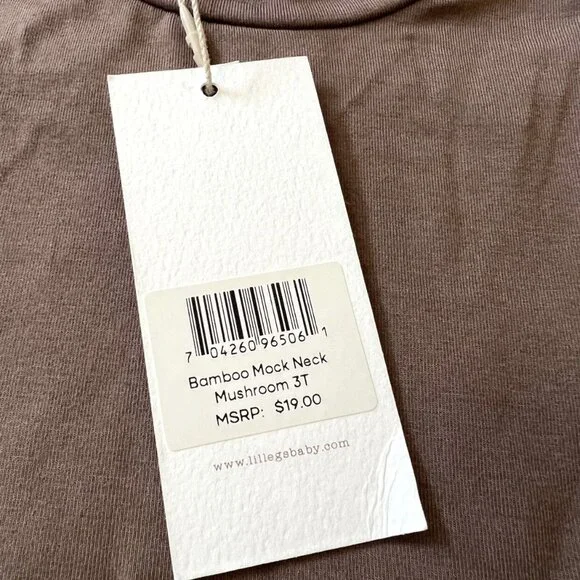 7 04260 96506 1
Bamboo Mock Neck
Mushroom 3T
MSRP: $19.00
www.lillegsbaby.com